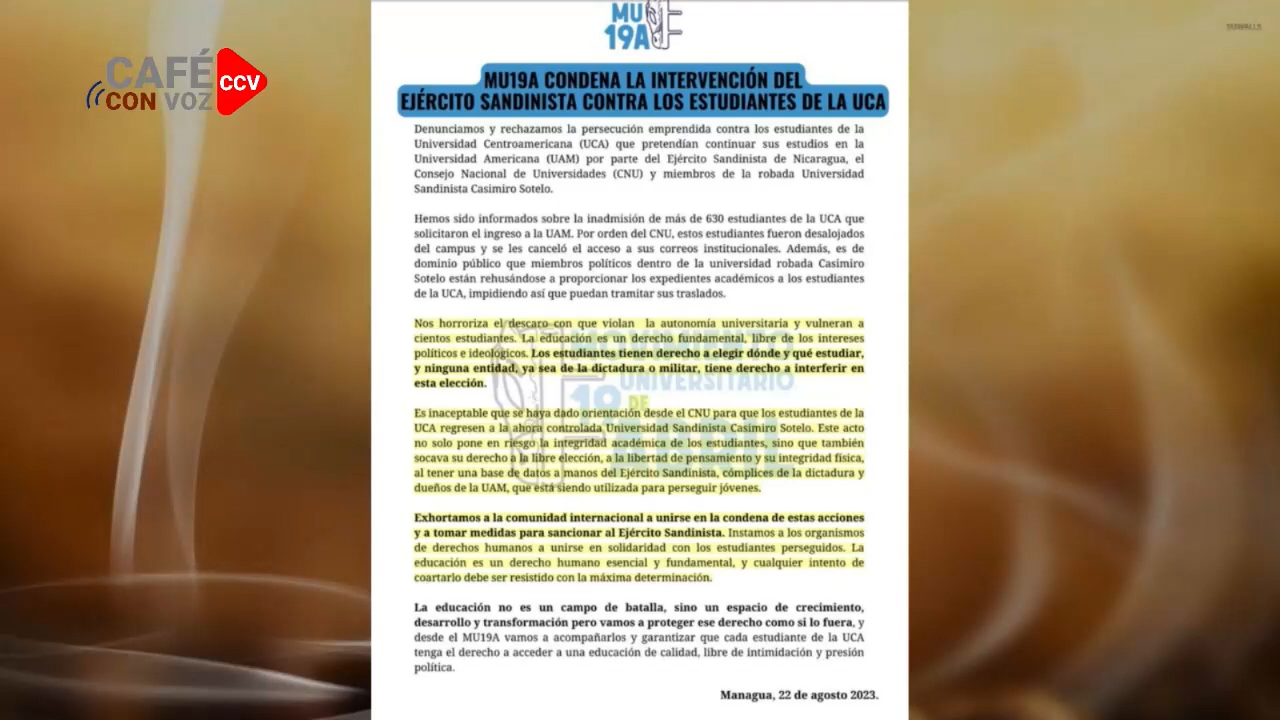 CAFÉ
CON VOZ
CCV
MU
19A
MU19A CONDENA LA INTERVENCIÓN DEL
EJÉRCITO SANDINISTA CONTRA LOS ESTUDIANTES DE LA UCA
Denunciamos y rechazamos la persecución emprendida contra los estudiantes de la
Universidad Centroamericana (UCA) que pretendían continuar sus estudios en la
Universidad Americana (UAM) por parte del Ejército Sandinista de Nicaragua, el
Consejo Nacional de Universidades (CNU) y miembros de la robada Universidad
Sandinista Casimiro Sotelo.
Hemos sido informados sobre la inadmisión de más de 630 estudiantes de la UCA que
solicitaron el ingreso a la UAM. Por orden del CNU, estos estudiantes fueron desalojados
del campus y se les canceló el acceso a sus correos institucionales. Además, es de
dominio público que miembros políticos dentro de la universidad robada Casimiro
Sotelo están rehusándose a proporcionar los expedientes académicos a los estudiantes
de la UCA, impidiendo así que puedan tramitar sus traslados.
Nos horroriza el descaro con que violan la autonomía universitaria y vulneran a
cientos estudiantes. La educación es un derecho fundamental, libre de los intereses
políticos e ideológicos. Los estudiantes tienen derecho a elegir dónde y qué estudiar,
y ninguna entidad, ya sea de la dictadura o militar, tiene derecho a interferir en
esta elección.
Es inaceptable que se haya dado orientación desde el CNU para que los estudiantes de la
UCA regresen a la ahora controlada Universidad Sandinista Casimiro Sotelo. Este acto
no solo pone en riesgo la integridad académica de los estudiantes, sino que también
socava su derecho a la libre elección, a la libertad de pensamiento y su integridad física,
al tener una base de datos a manos del Ejército Sandinista, cómplices de la dictadura y
dueños de la UAM, que está siendo utilizada para perseguir jóvenes.
Exhortamos a la comunidad internacional a unirse en la condena de estas acciones
y a tomar medidas para sancionar al Ejército Sandinista. Instamos a los organismos
de derechos humanos a unirse en solidaridad con los estudiantes perseguidos. La
educación es un derecho humano esencial y fundamental, y cualquier intento de
coartarlo debe ser resistido con la máxima determinación.
La educación no es un campo de batalla, sino un espacio de crecimiento,
desarrollo y transformación pero vamos a proteger ese derecho como si lo fuera, y
desde el MU19A vamos a acompañarlos y garantizar que cada estudiante de la UCA
tenga el derecho a acceder a una educación de calidad, libre de intimidación y presión
política.
Managua, 22 de agosto 2023.
MOVIMIENTO
UNIVERSITARIO
19 DE
ABRIL